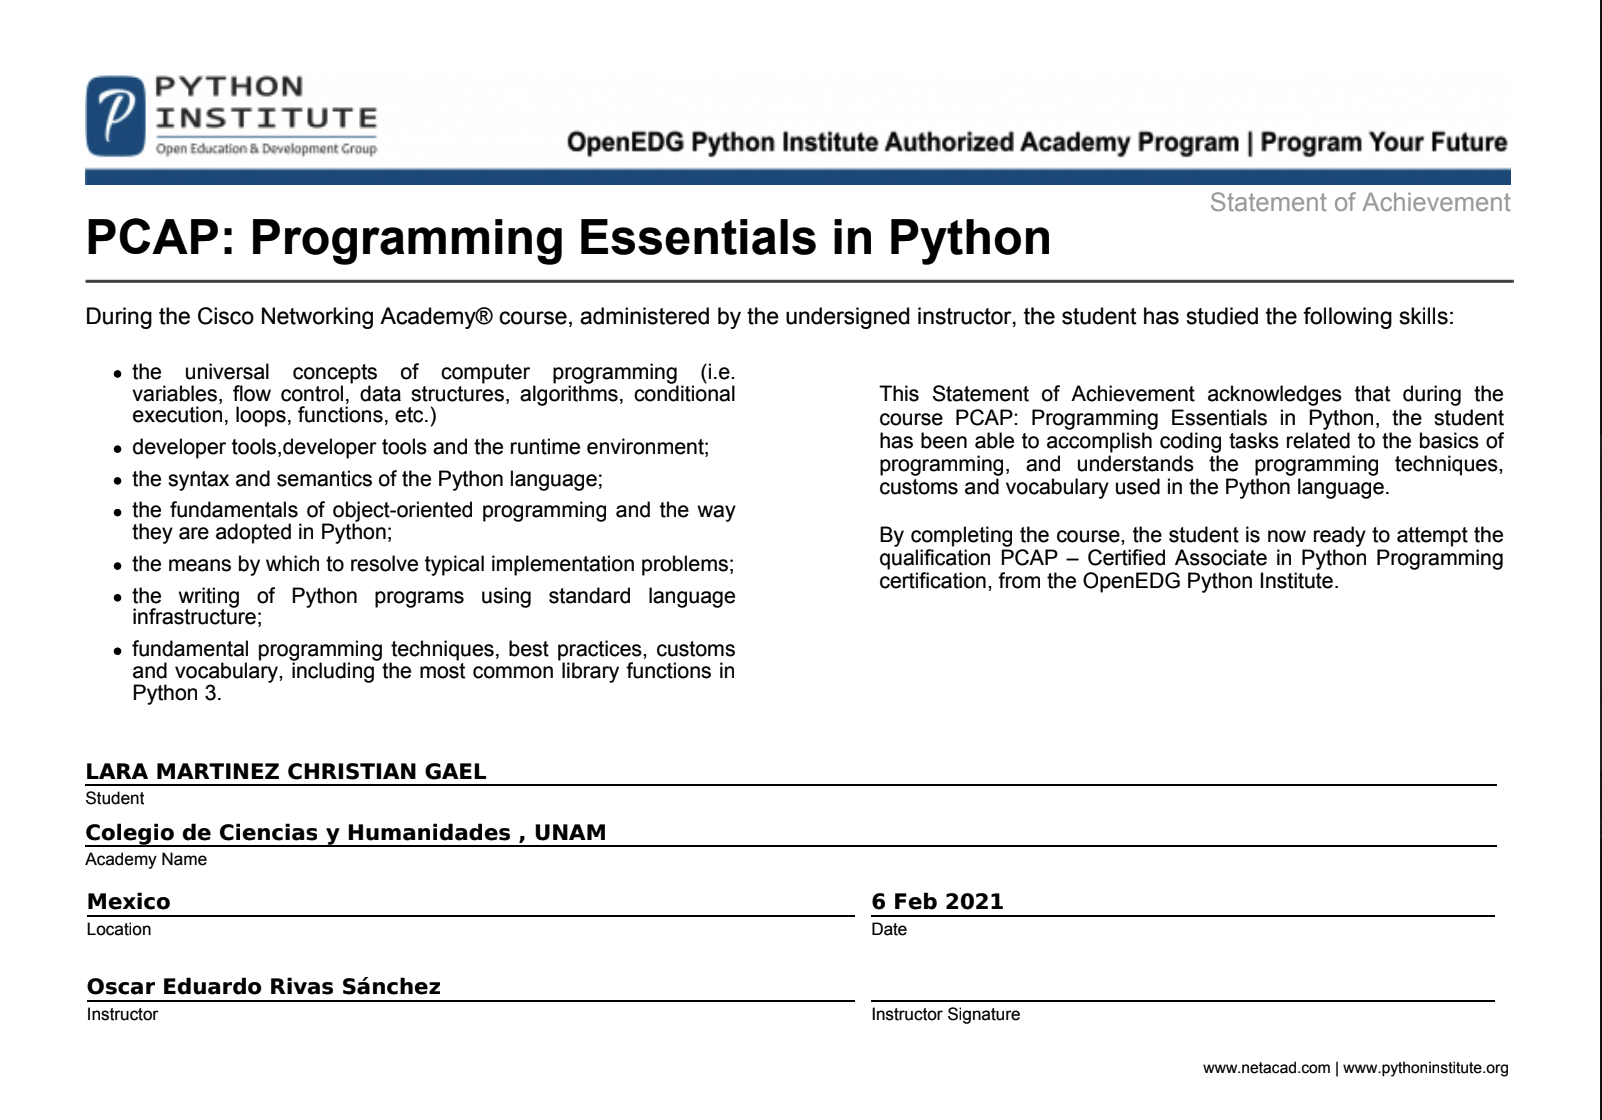 PYTHON
INSTITUTE
Open Education & Development Group
OpenEDG Python Institute Authorized Academy Program | Program Your Future
Statement of Achievement
PCAP: Programming Essentials in Python
During the Cisco Networking Academy® course, administered by the undersigned instructor, the student has studied the following skills:
• the universal concepts of computer programming (i.e.
variables, flow control, data structures, algorithms, conditional
execution, loops, functions, etc.)
• developer tools,developer tools and the runtime environment;
• the syntax and semantics of the Python language;
• the fundamentals of object-oriented programming and the way
they are adopted in Python;
• the means by which to resolve typical implementation problems;
• the writing of Python programs using standard language
infrastructure;
• fundamental programming techniques, best practices, customs
and vocabulary, including the most common library functions in
Python 3.
This Statement of Achievement acknowledges that during the
course PCAP: Programming Essentials in Python, the student
has been able to accomplish coding tasks related to the basics of
programming, and understands the programming techniques,
customs and vocabulary used in the Python language.
By completing the course, the student is now ready to attempt the
qualification PCAP – Certified Associate in Python Programming
certification, from the OpenEDG Python Institute.
LARA MARTINEZ CHRISTIAN GAEL
Student
Colegio de Ciencias y Humanidades , UNAM
Academy Name
Mexico
Location
6 Feb 2021
Date
Oscar Eduardo Rivas Sánchez
Instructor
Instructor Signature
www.netacad.com | www.pythoninstitute.org